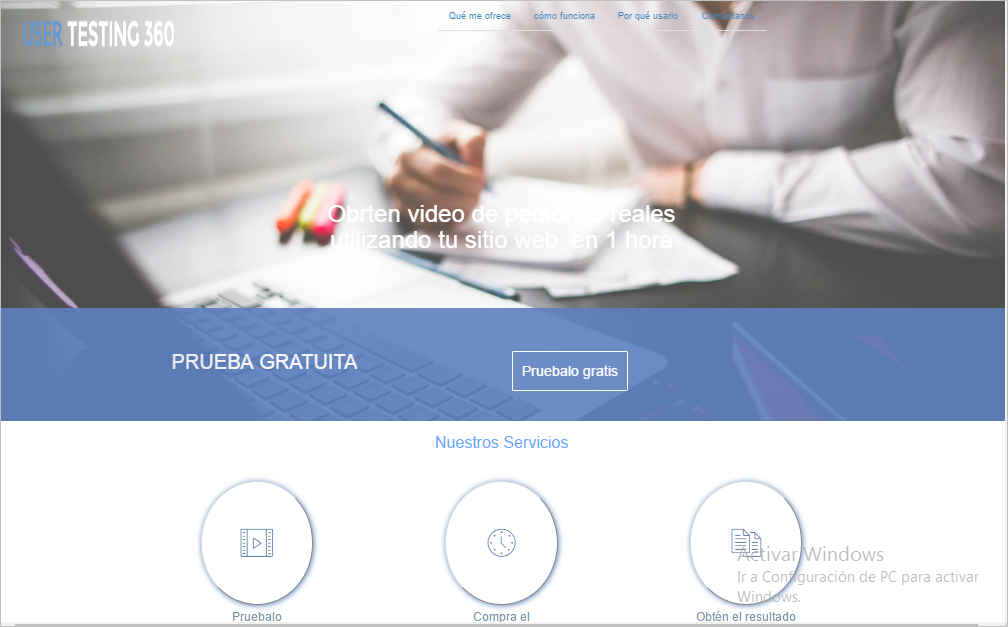 USER TESTING 360
Qué me ofrece cómo funciona Por qué usarlo Contáctanos
Obrten video de personas reales
utilizando tu sitio web, en 1 hora
PRUEBA GRATUITA
Pruebalo gratis
Nuestros Servicios
Pruebalo
Compra el
Obtén el resultado
Activar Windows
Ir a Configuración de PC para activar
Windows.